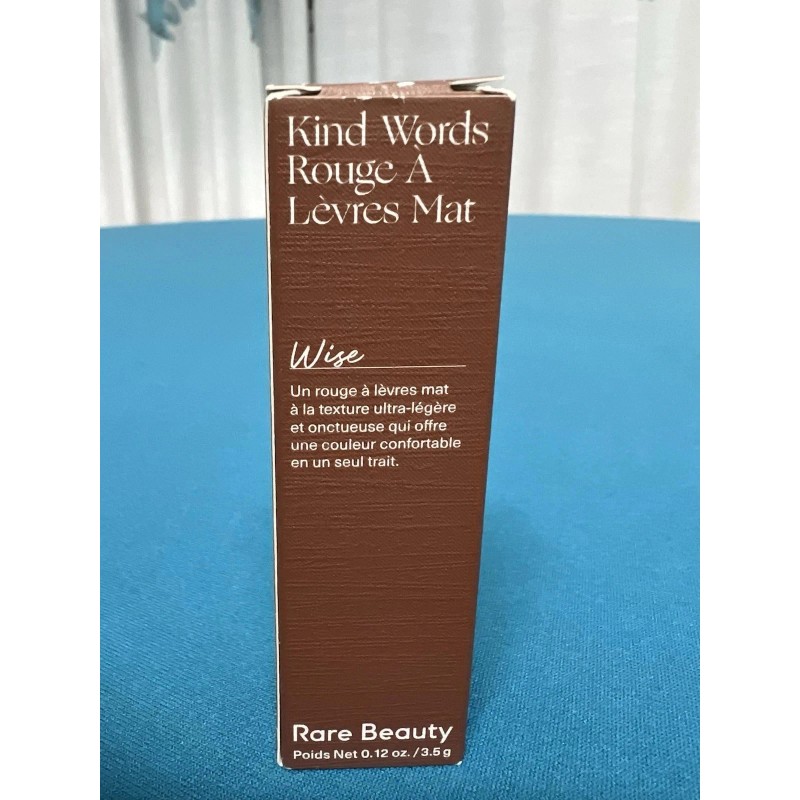 Kind Words
Rouge À
Lèvres Mat
Wise
Un rouge à lèvres mat
à la texture ultra-légère
et onctueuse qui offre
une couleur confortable
en un seul trait.
Rare Beauty
Poids Net 0.12 oz. / 3.5 g